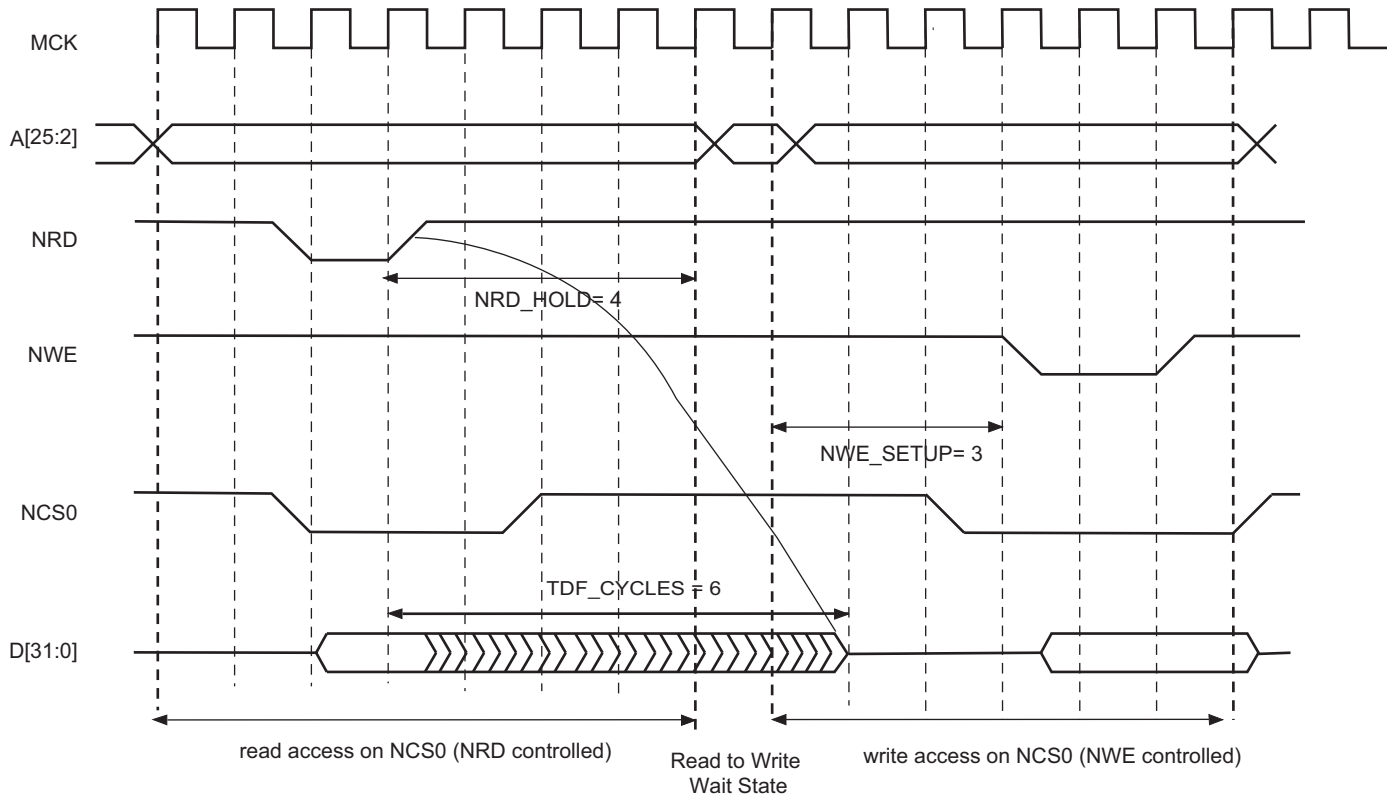 MCK
A[25:2]
NRD
NRD_HOLD= 4
NWE
NWE_SETUP= 3
NCS0
TDF_CYCLES = 6
D[31:0]
read access on NCS0 (NRD controlled)
Read to Write
Wait State
write access on NCS0 (NWE controlled)